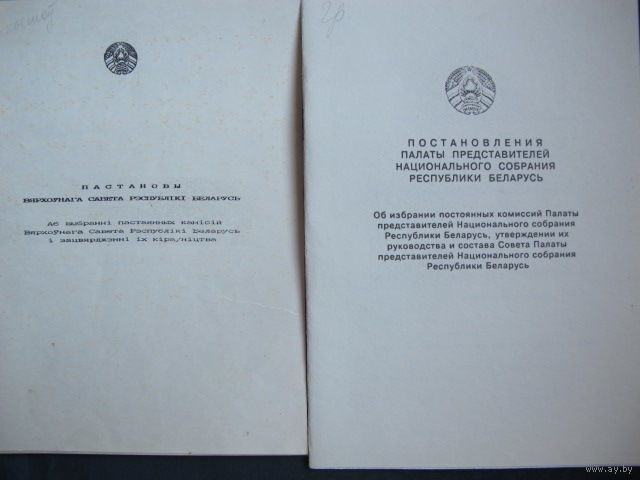 ПАСТАНОВЫ
ВЯРХОЎНАГА САВЕТА РЭСПУБЛІКІ БЕЛАРУСЬ
Аб выбранні пастаянных камісій
Вярхоўнага Савета Рэспублікі Беларусь
і зацвярджэнні іх кіраўніцтва
ПОСТАНОВЛЕНИЯ
ПАЛАТЫ ПРЕДСТАВИТЕЛЕЙ
НАЦИОНАЛЬНОГО СОБРАНИЯ
РЕСПУБЛИКИ БЕЛАРУСЬ
Об избрании постоянных комиссий Палаты
представителей Национального собрания
Республики Беларусь, утверждении их
руководства и состава Совета Палаты
представителей Национального собрания
Республики Беларусь
www.ay.by